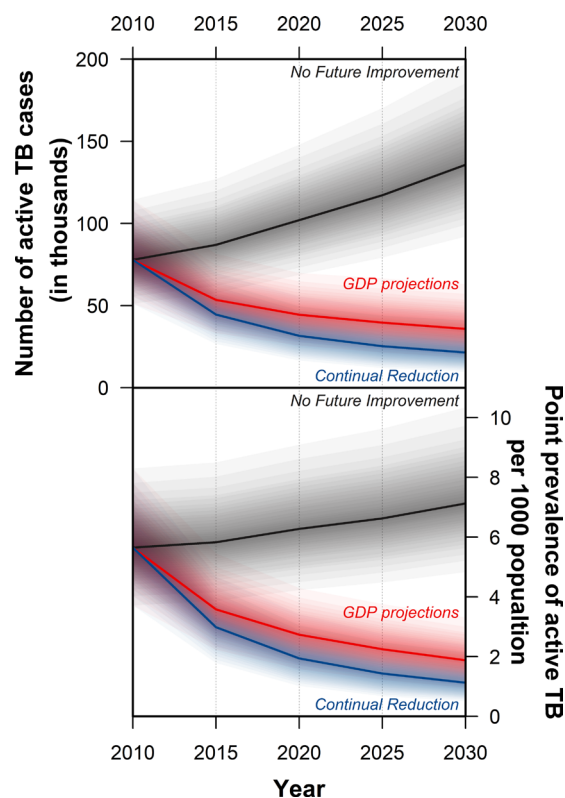 2010 2015 2020 2025 2030
Number of active TB cases
(in thousands)
200
150
100
50
0
No Future Improvement
GDP projections
Continual Reduction
No Future Improvement
GDP projections
Continual Reduction
10
8
6
4
2
0
Point prevalence of active TB
per 1000 popualtion
2010 2015 2020 2025 2030
Year